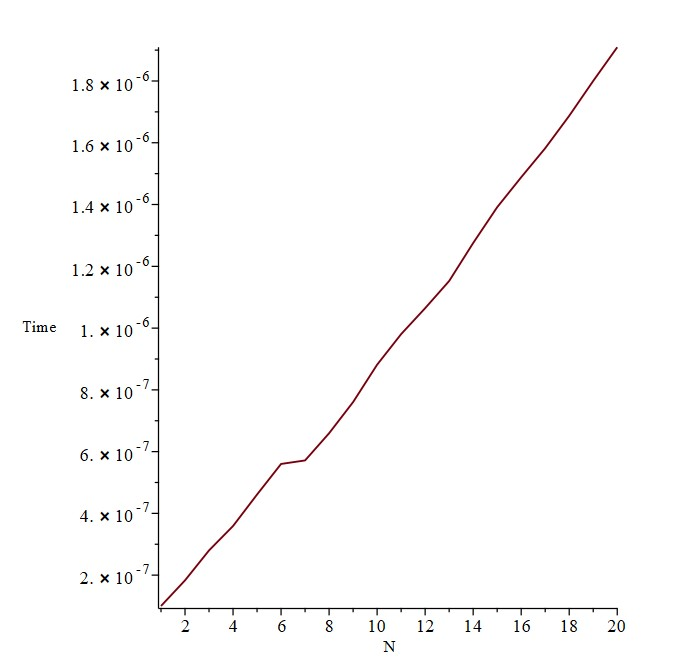 1.8 × 10⁻⁶
1.6 × 10⁻⁶
1.4 × 10⁻⁶
1.2 × 10⁻⁶
Time
1. × 10⁻⁶
8. × 10⁻⁷
6. × 10⁻⁷
4. × 10⁻⁷
2. × 10⁻⁷
2 4 6 8 10 12 14 16 18 20
N